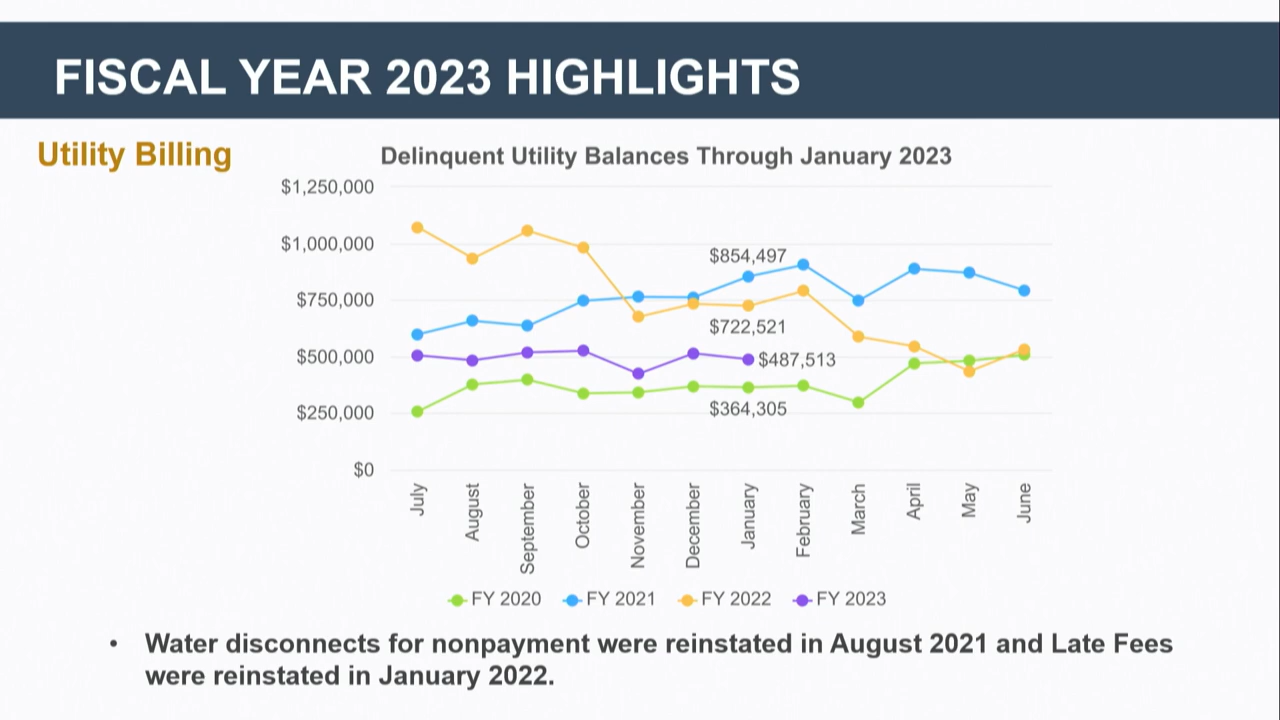 FISCAL YEAR 2023 HIGHLIGHTS
Utility Billing
Delinquent Utility Balances Through January 2023
$1,250,000
$1,000,000
$750,000
$500,000
$250,000
$0
$854,497
$722,521
$487,513
$364,305
July
August
September
October
November
December
January
February
March
April
May
June
FY 2020
FY 2021
FY 2022
FY 2023
• Water disconnects for nonpayment were reinstated in August 2021 and Late Fees
were reinstated in January 2022.